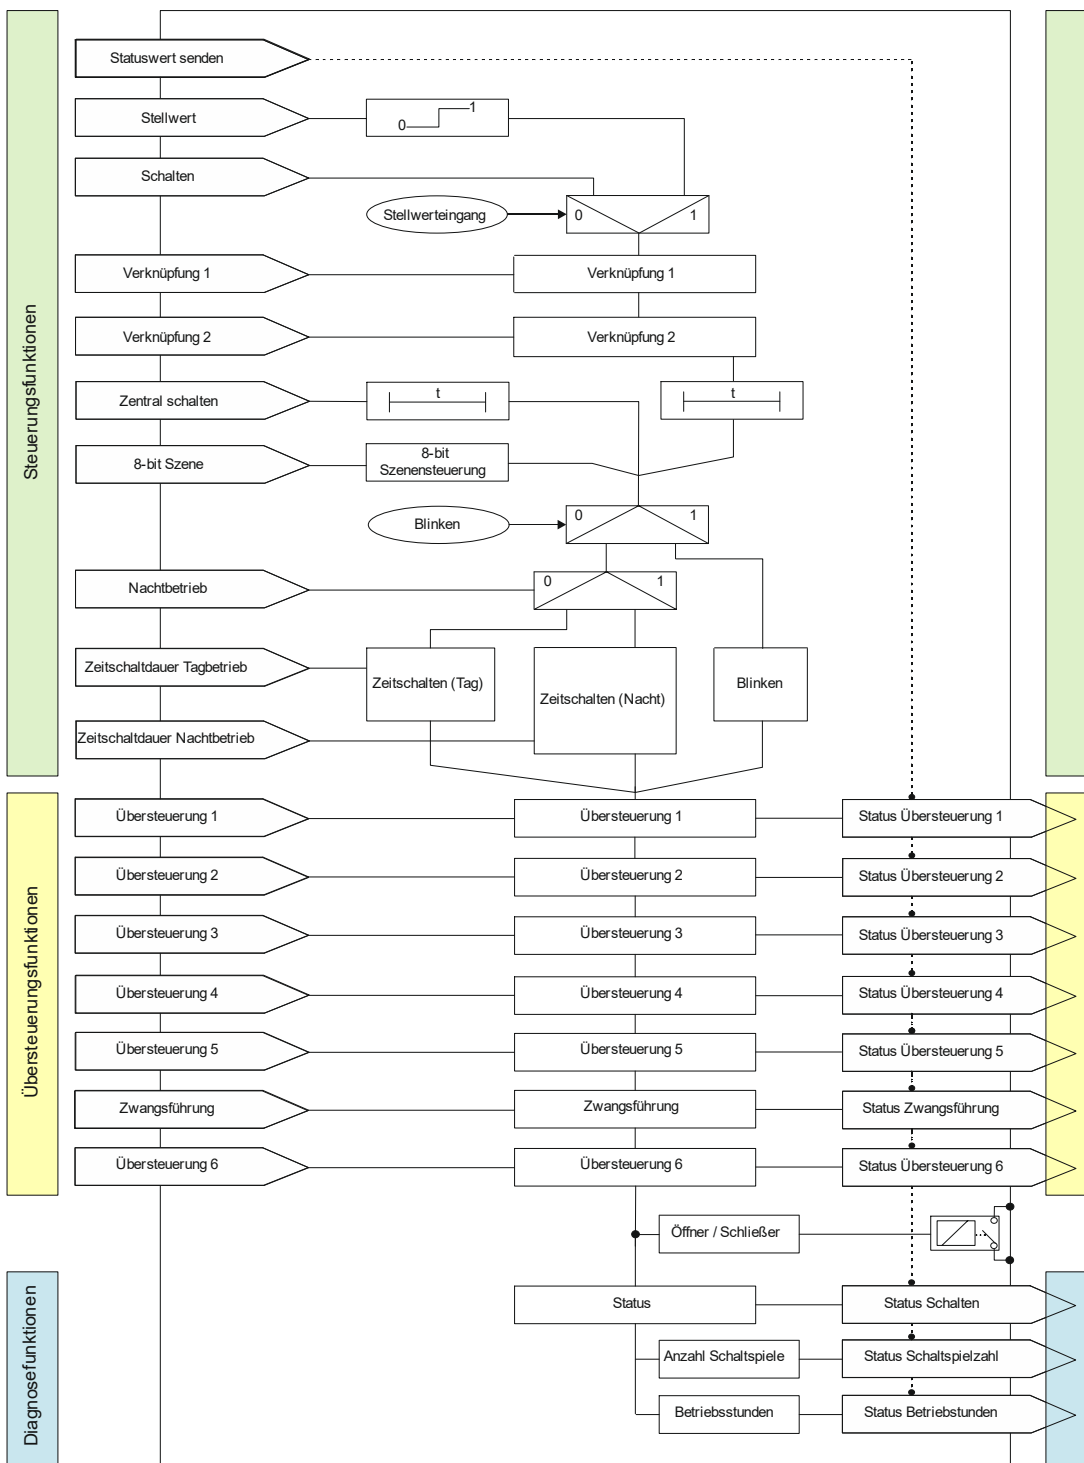 Steuerungsfunktionen
Statuswert senden
Stellwert
0
1
Schalten
Stellwerteingang
0
1
Verknüpfung 1
Verknüpfung 1
Verknüpfung 2
Verknüpfung 2
Zentral schalten
t
t
8-bit Szene
8-bit
Szenensteuerung
Blinken
0
1
Nachtbetrieb
0
1
Zeitschaltdauer Tagbetrieb
Zeitschalten (Tag)
Zeitschalten (Nacht)
Blinken
Zeitschaltdauer Nachtbetrieb
Übersteuerungsfunktionen
Übersteuerung 1
Übersteuerung 1
Status Übersteuerung 1
Übersteuerung 2
Übersteuerung 2
Status Übersteuerung 2
Übersteuerung 3
Übersteuerung 3
Status Übersteuerung 3
Übersteuerung 4
Übersteuerung 4
Status Übersteuerung 4
Übersteuerung 5
Übersteuerung 5
Status Übersteuerung 5
Zwangsführung
Zwangsführung
Status Zwangsführung
Übersteuerung 6
Übersteuerung 6
Status Übersteuerung 6
Öffner / Schließer
Diagnosefunktionen
Status
Status Schalten
Anzahl Schaltspiele
Status Schaltspielzahl
Betriebsstunden
Status Betriebstunden